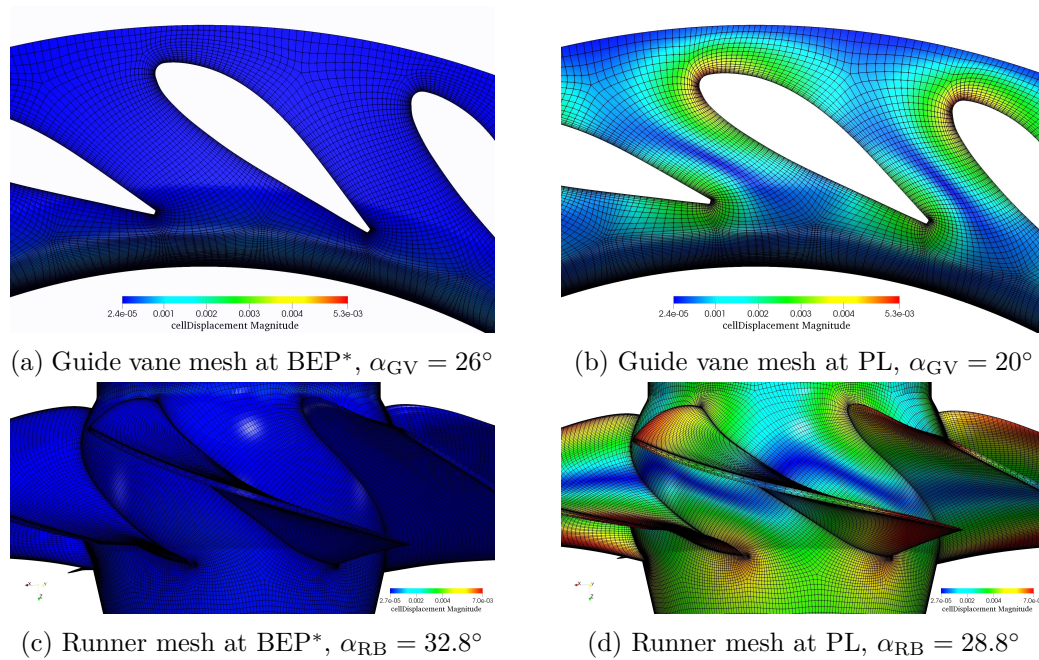 2.4e-05 0.001 0.002 0.003 0.004 5.3e-03
cellDisplacement Magnitude
2.4e-05 0.001 0.002 0.003 0.004 5.3e-03
cellDisplacement Magnitude
(a) Guide vane mesh at BEP*, αGV = 26°
(b) Guide vane mesh at PL, αGV = 20°
2.7e-05 0.002 0.004 7.0e-03
cellDisplacement Magnitude
2.7e-05 0.002 0.004 7.0e-03
cellDisplacement Magnitude
(c) Runner mesh at BEP*, αRB = 32.8°
(d) Runner mesh at PL, αRB = 28.8°